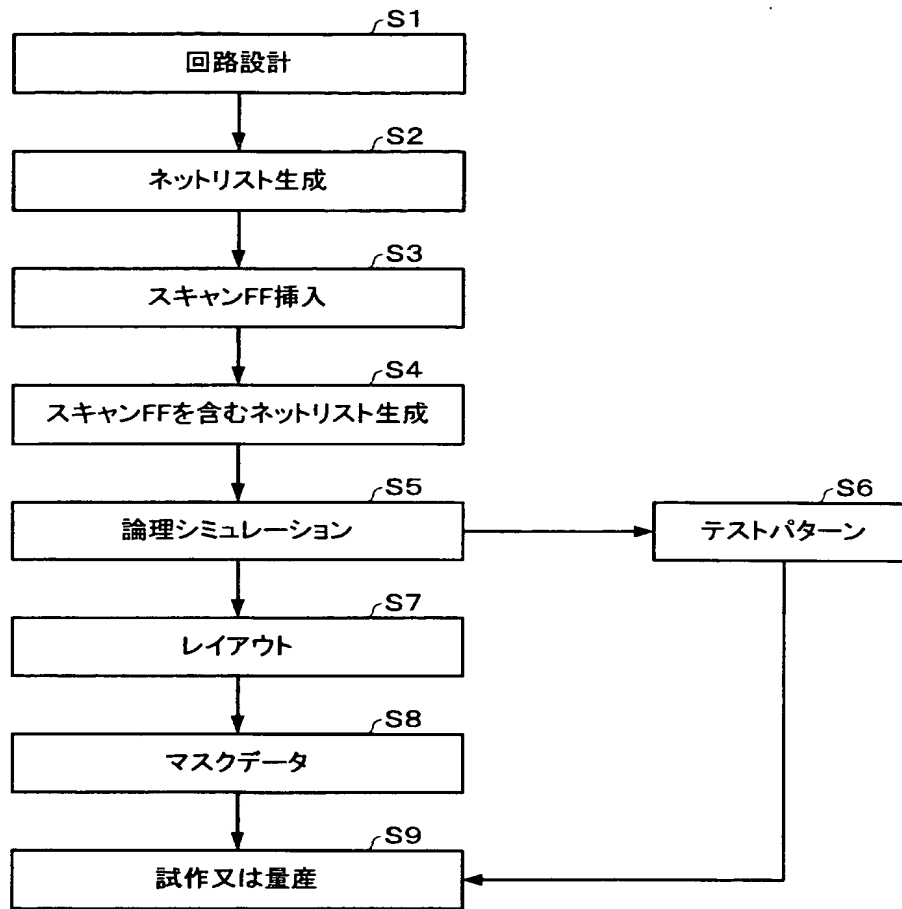 S1
回路設計
S2
ネットリスト生成
S3
スキャンFF挿入
S4
スキャンFFを含むネットリスト生成
S5
論理シミュレーション
S6
テストパターン
S7
レイアウト
S8
マスクデータ
S9
試作又は量産